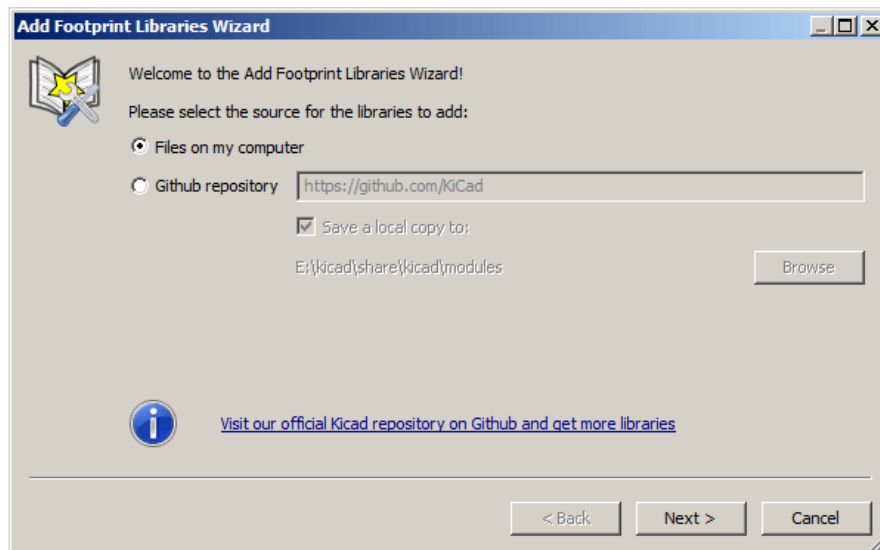 Add Footprint Libraries Wizard
Welcome to the Add Footprint Libraries Wizard!
Please select the source for the libraries to add:
Files on my computer
Github repository https://github.com/KiCad
Save a local copy to:
E:\kicad\share\kicad\modules Browse
Visit our official Kicad repository on Github and get more libraries
< Back Next > Cancel